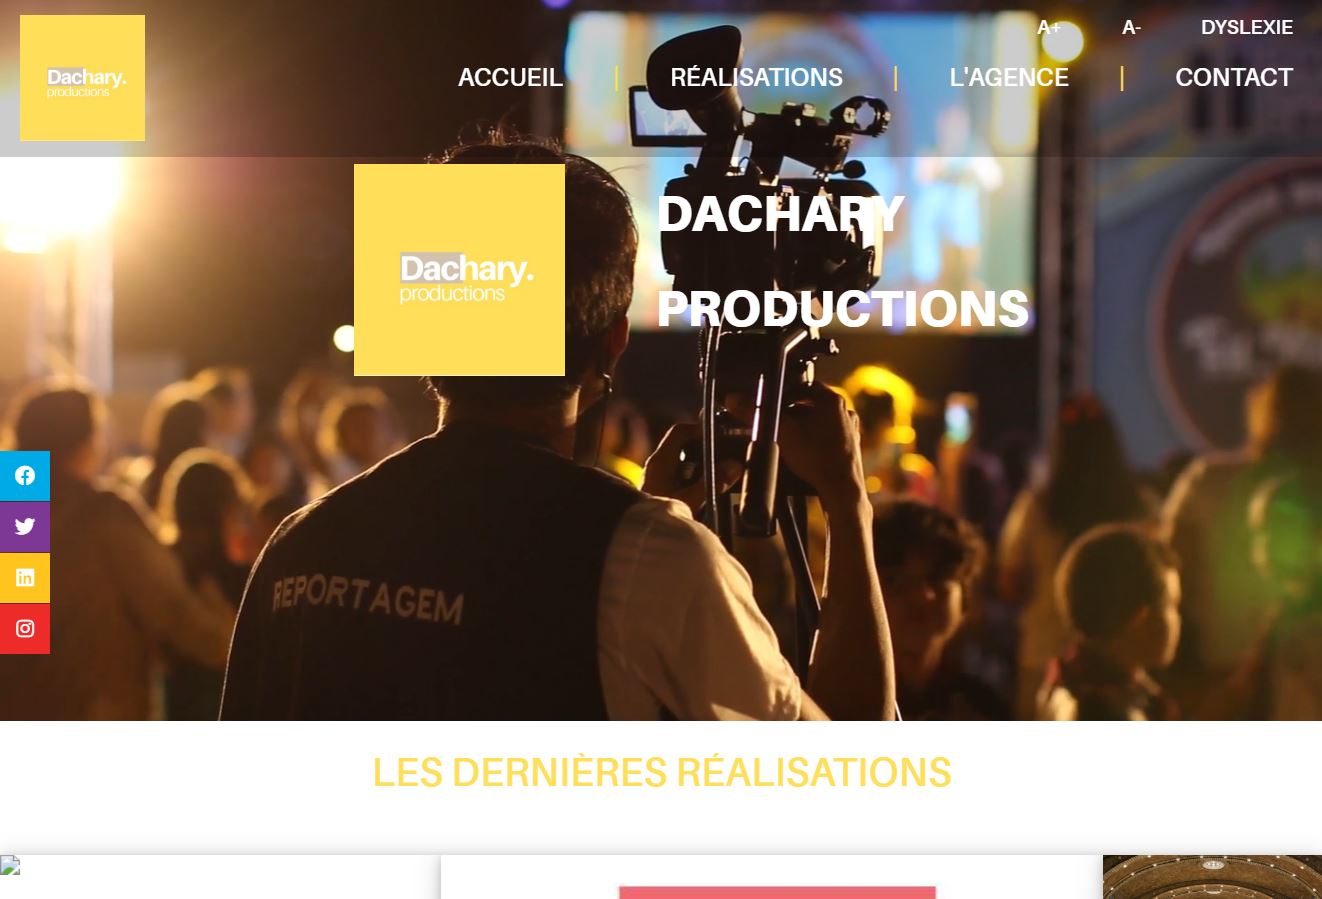 A+ A- DYSLEXIE
Dachary.
productions
ACCUEIL | RÉALISATIONS | L'AGENCE | CONTACT
Dachary.
productions
DACHARY
PRODUCTIONS
REPORTAGEM
LES DERNIÈRES RÉALISATIONS